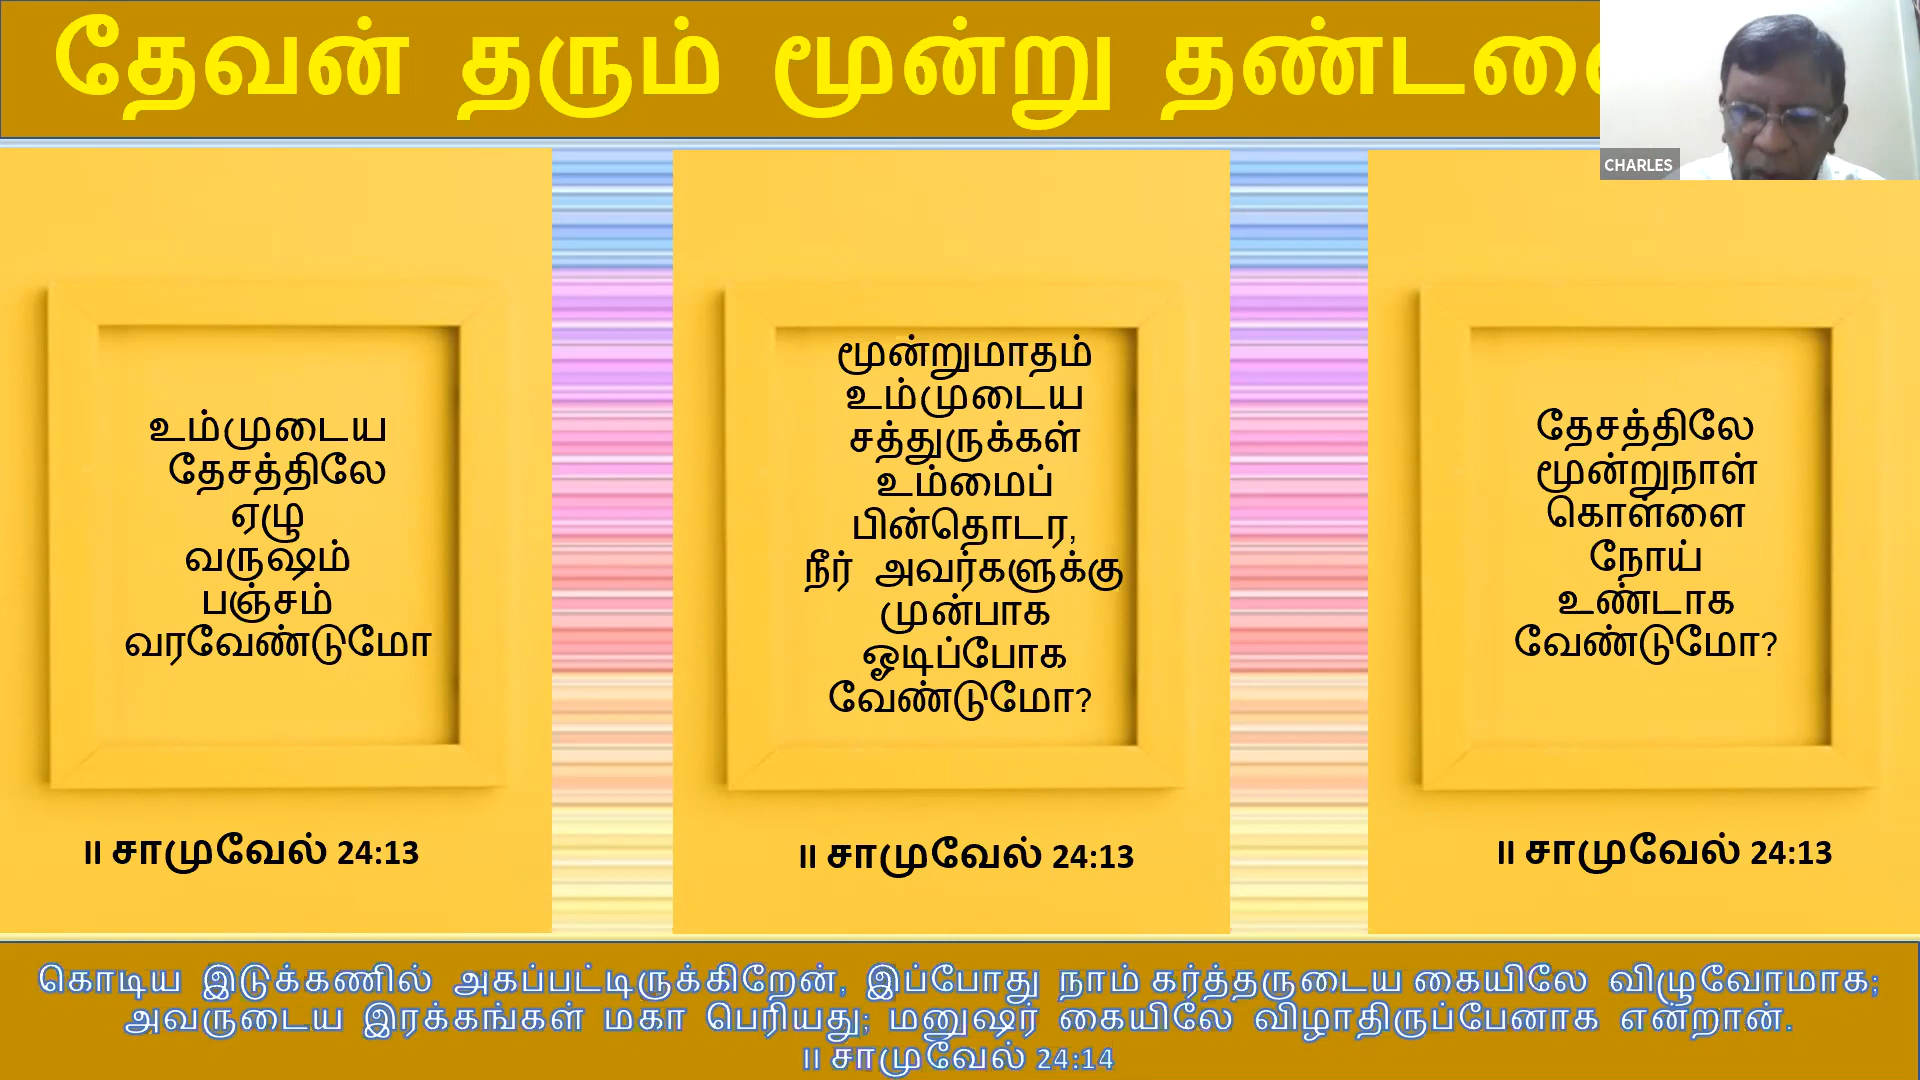 தேவன் தரும் மூன்று
CHARLES
உம்முடைய
தேசத்திலே
ஏழு
வருஷம்
பஞ்சம்
வரவேண்டுமோ
II சாமுவேல் 24:13
மூன்றுமாதம்
உம்முடைய
சத்துருக்கள்
உம்மைப்
பின்தொடர,
நீர் அவர்களுக்கு
முன்பாக
ஓடிப்போக
வேண்டுமோ?
II சாமுவேல் 24:13
தேசத்திலே
மூன்றுநாள்
கொள்ளை
நோய்
உண்டாக
வேண்டுமோ?
II சாமுவேல் 24:13
கொடிய இடுக்கணில் அகப்பட்டிருக்கிறேன், இப்போது நாம் கர்த்தருடைய கையிலே விழுவோமாக;
அவருடைய இரக்கங்கள் மகா பெரியது; மனுஷர் கையிலே விழாதிருப்பேனாக என்றான்.
II சாமுவேல் 24:14